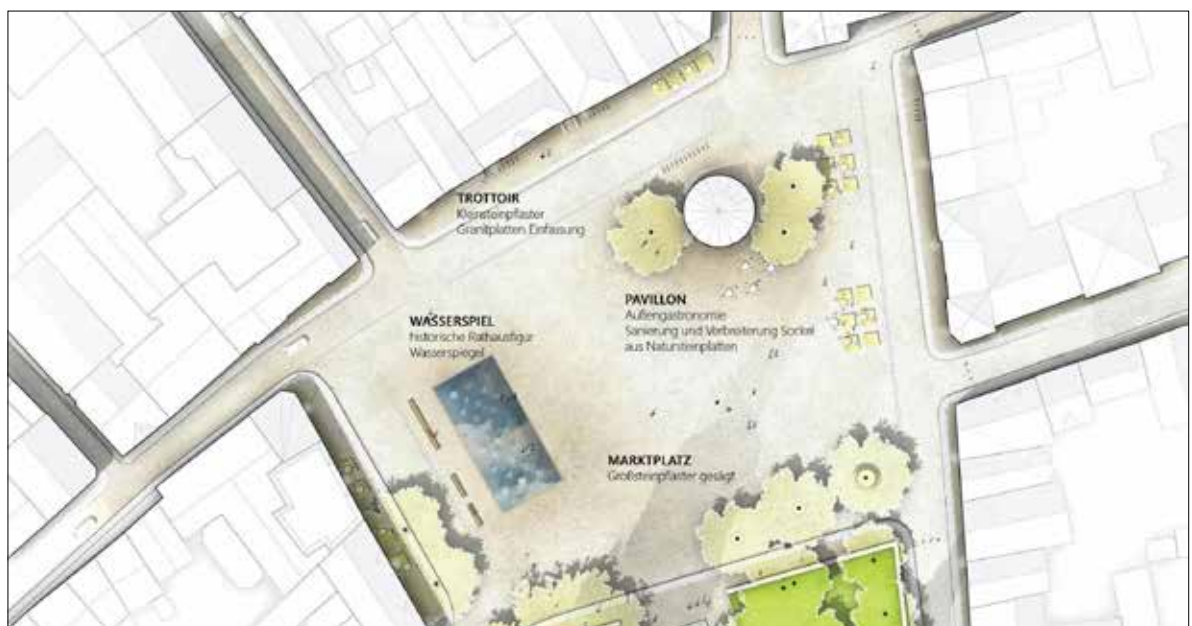 TROTTOIR
Kleinsteinpflaster
Granitplatten Einfassung
PAVILLON
Außengastronomie
Sanierung und Verbreiterung Sockel
aus Natursteinplatten
WASSERSPIEL
historische Rathausfigur
Wasserspiegel
MARKTPLATZ
Großsteinpflaster gesägt